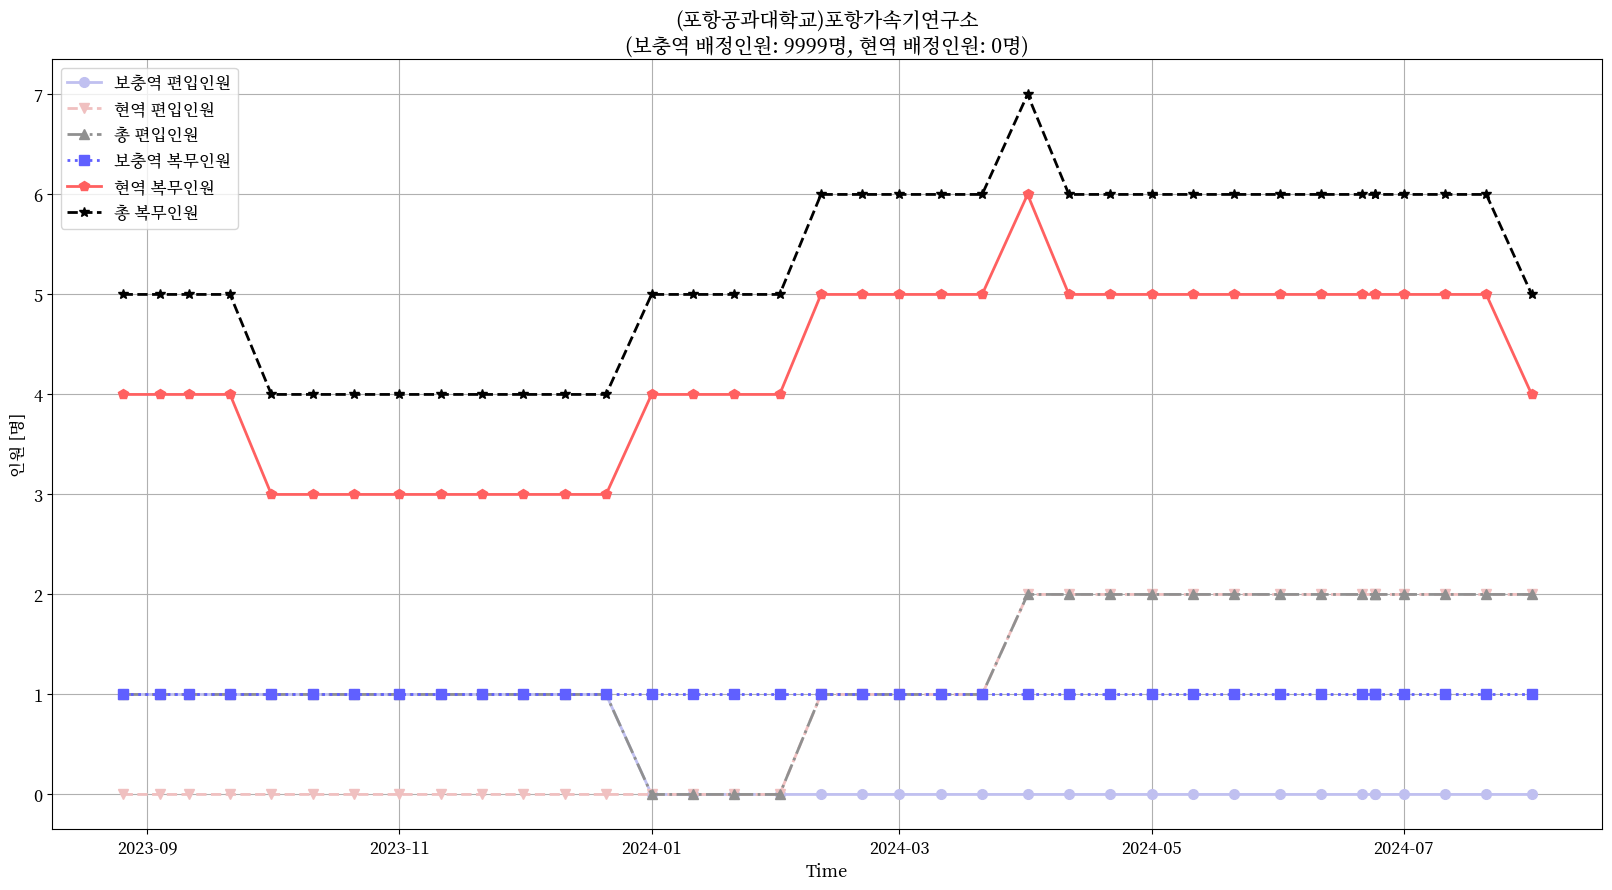 (포항공과대학교)포항가속기연구소
(보충역 배정인원: 9999명, 현역 배정인원: 0명)
보충역 편입인원
현역 편입인원
총 편입인원
보충역 복무인원
현역 복무인원
총 복무인원
인원 [명]
7
6
5
4
3
2
1
0
2023-09
2023-11
2024-01
2024-03
2024-05
2024-07
Time